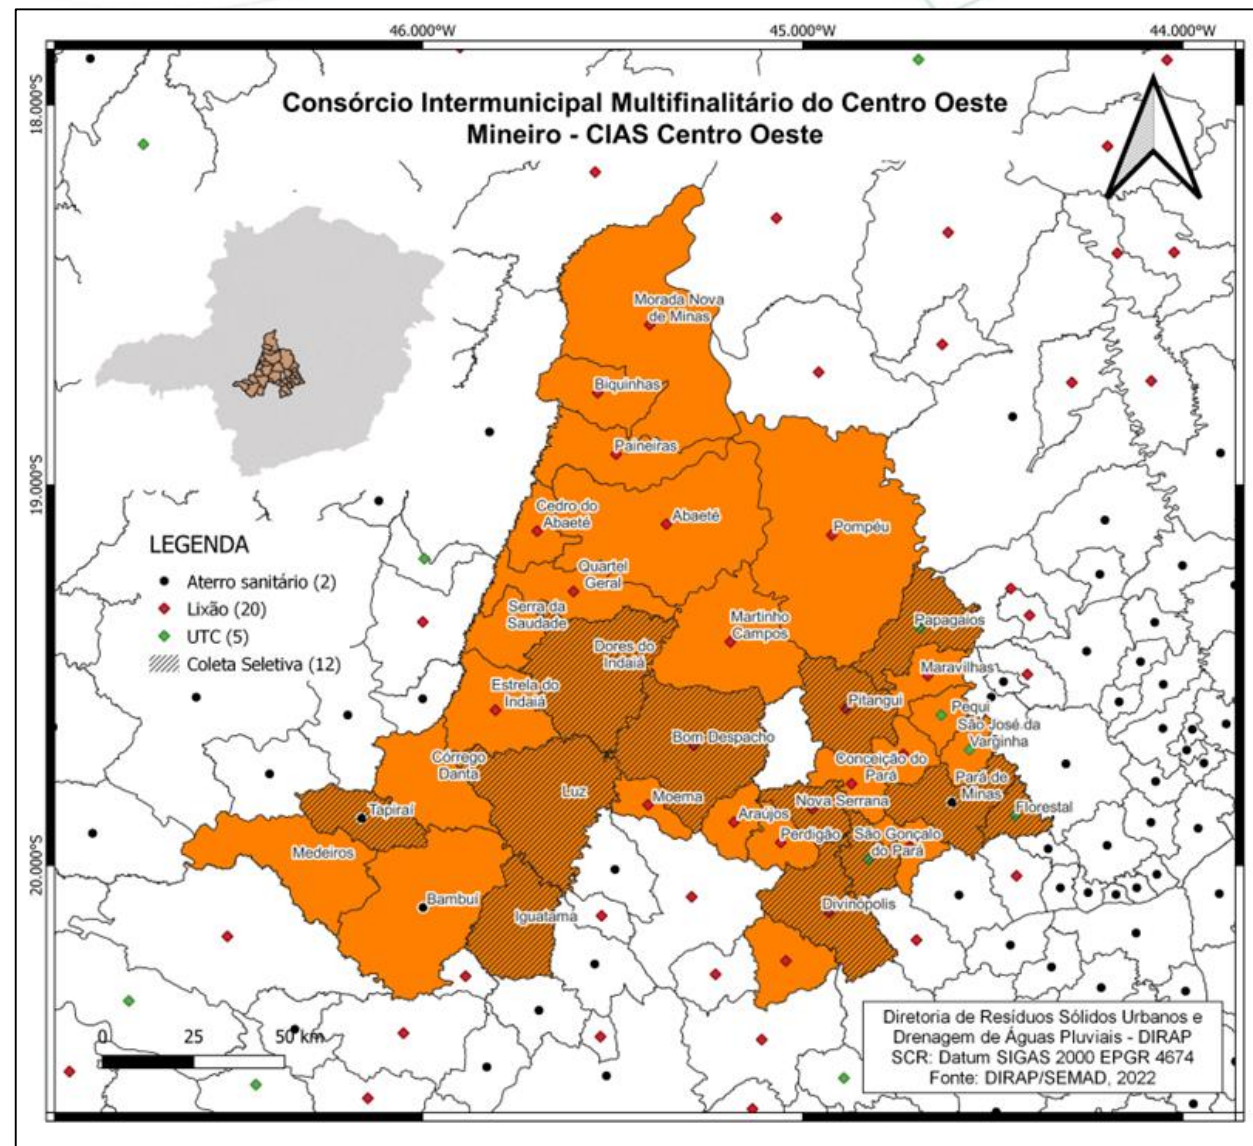 46.000°W
45.000°W
44.000°W
18.000°S
19.000°S
20.000°S
Consórcio Intermunicipal Multifinalitário do Centro Oeste
Mineiro - CIAS Centro Oeste
Morada Nova
de Minas
Biquinhas
Paineiras
Cedro do
Abaeté
Abaeté
Pompéu
Quartel
Geral
Serra da
Saudade
Martinho
Campos
Papagaios
Dores do
Indaiá
Maravilhas
Estrela do
Indaiá
Pitangui
Pequi
São José da
Varginha
Bom Despacho
Córrego
Danta
Conceição do
Pará
Luz
Moema
Nova Serrana
Pará de
Minas
Florestal
Tapiraí
Araújos
Perdigão
São Gonçalo
do Pará
Medeiros
Bambuí
Iguatama
Divinópolis
LEGENDA
Aterro sanitário (2)
Lixão (20)
UTC (5)
Coleta Seletiva (12)
0 25 50 km
Diretoria de Resíduos Sólidos Urbanos e
Drenagem de Águas Pluviais - DIRAP
SCR: Datum SIGAS 2000 EPGR 4674
Fonte: DIRAP/SEMAD, 2022